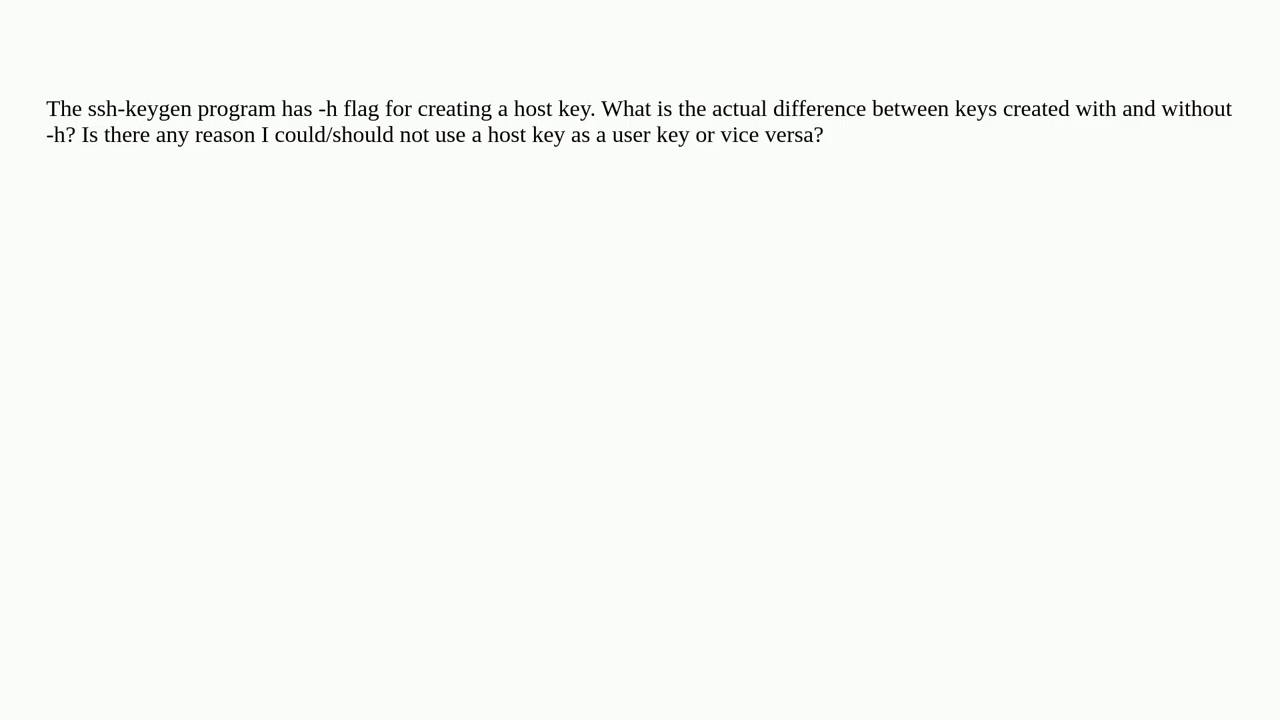 The ssh-keygen program has -h flag for creating a host key. What is the actual difference between keys created with and without
-h? Is there any reason I could/should not use a host key as a user key or vice versa?